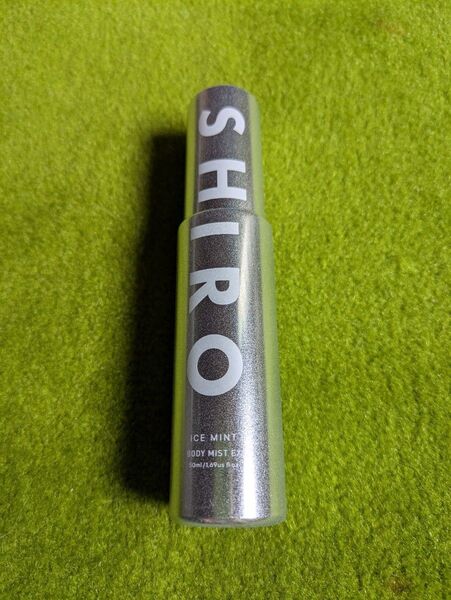 SHIRO
ICE MINT
BODY MIST EX
50ml/1.69us fl oz